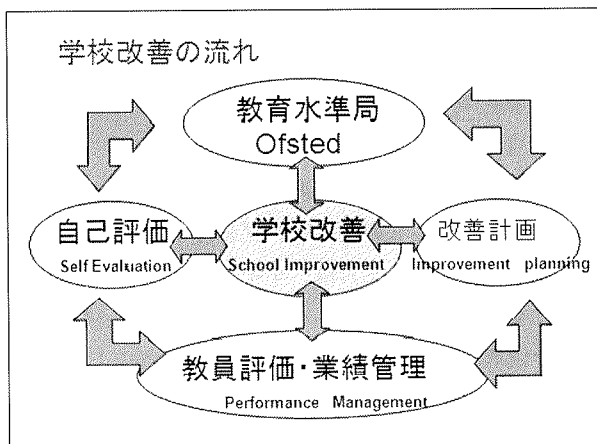 学校改善の流れ
教育水準局
Ofsted
自己評価
Self Evaluation
学校改善
School Improvement
改善計画
Improvement planning
教員評価・業績管理
Performance Management